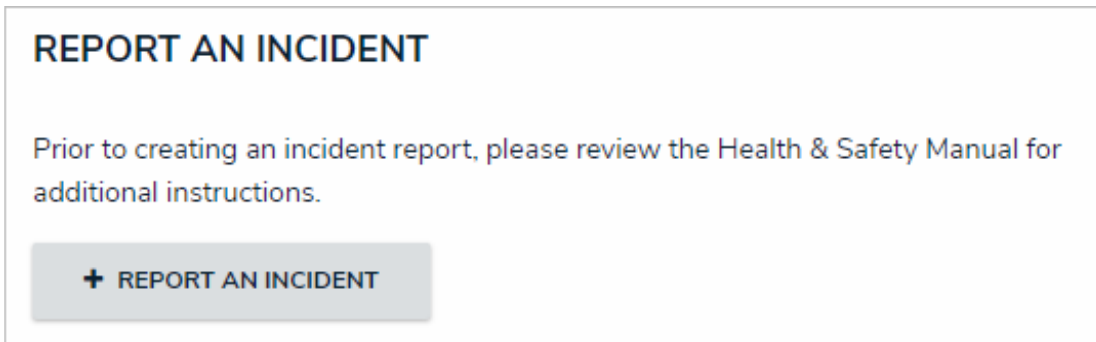 REPORT AN INCIDENT
Prior to creating an incident report, please review the Health & Safety Manual for
additional instructions.
+ REPORT AN INCIDENT